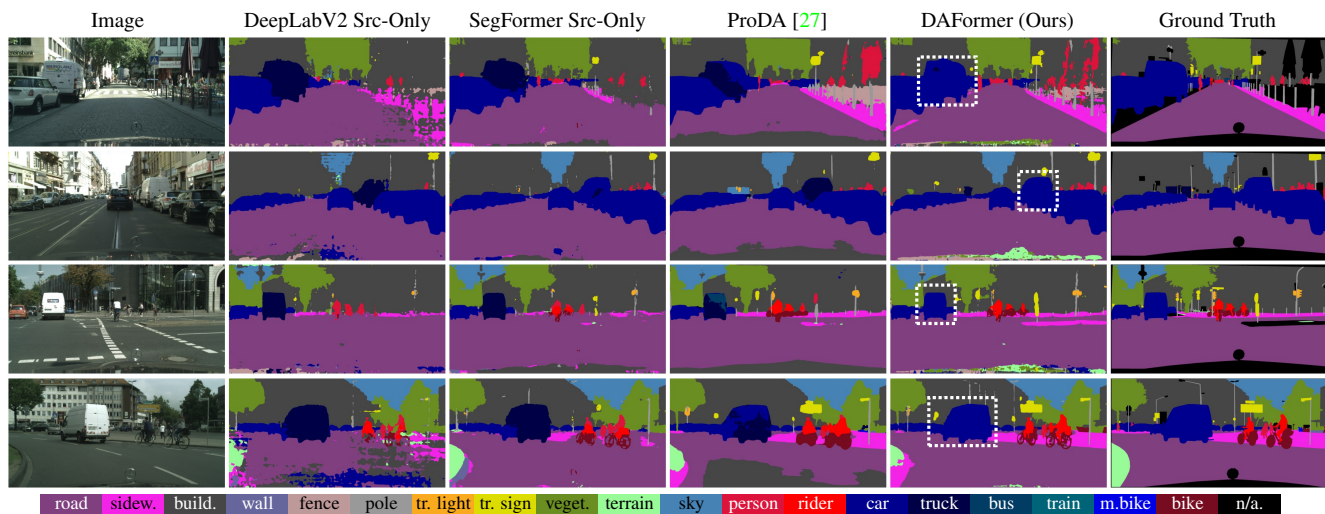 Image DeepLabV2 Src-Only SegFormer Src-Only ProDA [27] DAFormer (Ours) Ground Truth
road sidew. build. wall fence pole tr. light tr. sign veget. terrain sky person rider car truck bus train m.bike bike n/a.